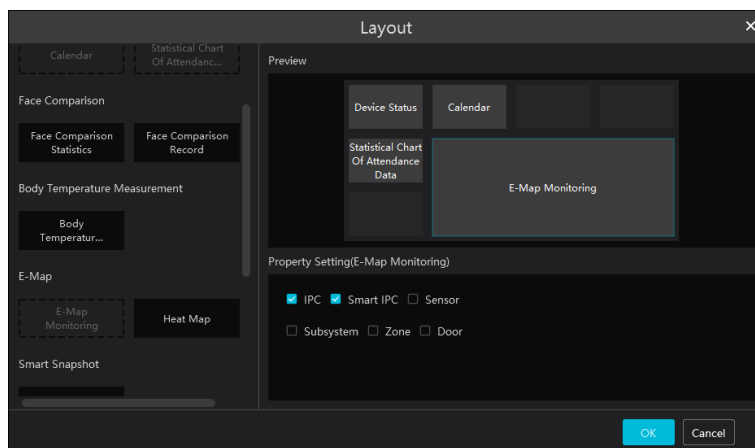 Layout
Calendar
Statistical Chart
Of Attendanc...
Face Comparison
Face Comparison
Statistics
Face Comparison
Record
Body Temperature Measurement
Body
Temperatur...
E-Map
E-Map
Monitoring
Heat Map
Smart Snapshot
Preview
Device Status
Calendar
Statistical Chart
Of Attendance
Data
E-Map Monitoring
Property Setting(E-Map Monitoring)
IPC Smart IPC Sensor
Subsystem Zone Door
OK Cancel